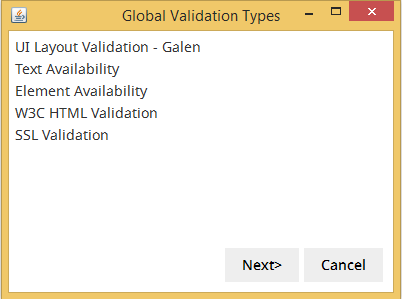 Global Validation Types
UI Layout Validation - Galen
Text Availability
Element Availability
W3C HTML Validation
SSL Validation
Next> Cancel